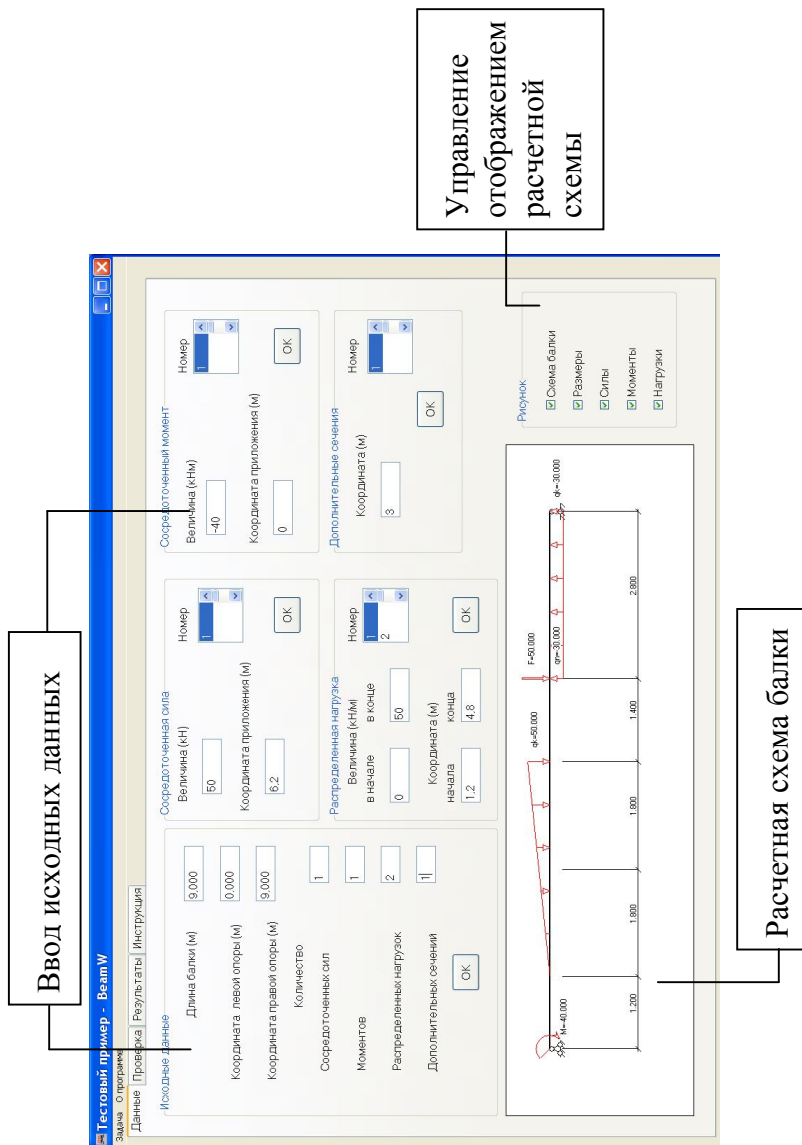 Ввод исходных данных
Тестовый пример - BeamW
Задача О программе
Данные Проверка Результаты Инструкция
Исходные данные
Длина балки (м) 9.000
Координата левой опоры (м) 0.000
Координата правой опоры (м) 9.000
Количество
Сосредоточенных сил 1
Моментов 1
Распределенных нагрузок 2
Дополнительных сечений 1
OK
Сосредоточенная сила
Величина (кН) Номер
50 1
Координата приложения (м)
6.2 OK
Сосредоточенный момент
Величина (кНм) Номер
-40 1
Координата приложения (м)
0 OK
Распределенная нагрузка
Величина (кН/м) Номер
в начале в конце 1
0 50 2
Координата (м)
начала конца
1.2 4.8 OK
Дополнительные сечения
Координата (м) Номер
3 1
OK
Рисунок
Схема балки
Размеры
Силы
Моменты
Нагрузки
M=-40.000
qk=50.000
F=50.000
qn=-30.000
qk=-30.000
1.200 1.800 1.800 1.400 2.800
Управление
отображением
расчетной
схемы
Расчетная схема балки